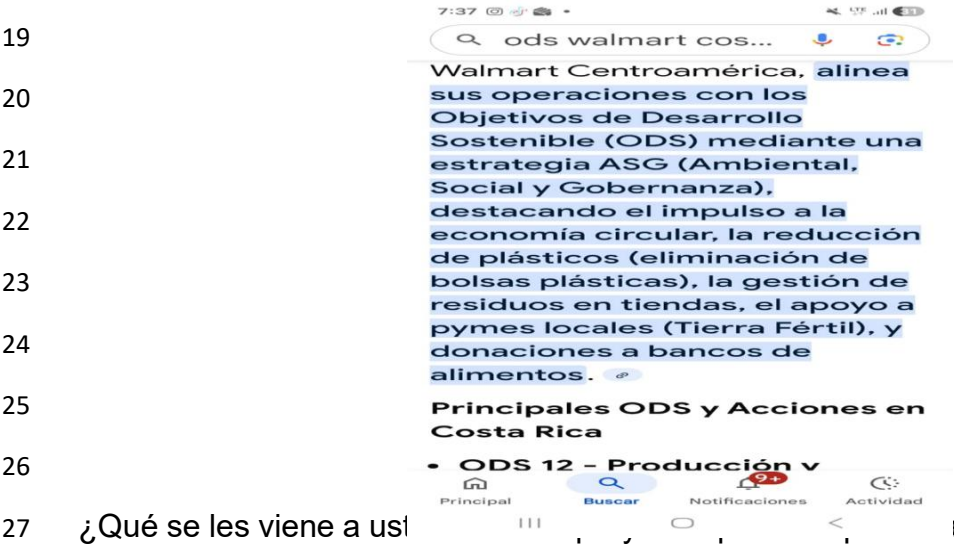 7:37
19
ods walmart cos...
Walmart Centroamérica, alinea
20
sus operaciones con los
Objetivos de Desarrollo
Sostenible (ODS) mediante una
21
estrategia ASG (Ambiental,
Social y Gobernanza),
22
destacando el impulso a la
economía circular, la reducción
de plásticos (eliminación de
23
bolsas plásticas), la gestión de
residuos en tiendas, el apoyo a
24
pymes locales (Tierra Fértil), y
donaciones a bancos de
alimentos.
25
Principales ODS y Acciones en
Costa Rica
26
• ODS 12 - Producción y
9+
Principal Buscar Notificaciones Actividad
27 ¿Qué se les viene a